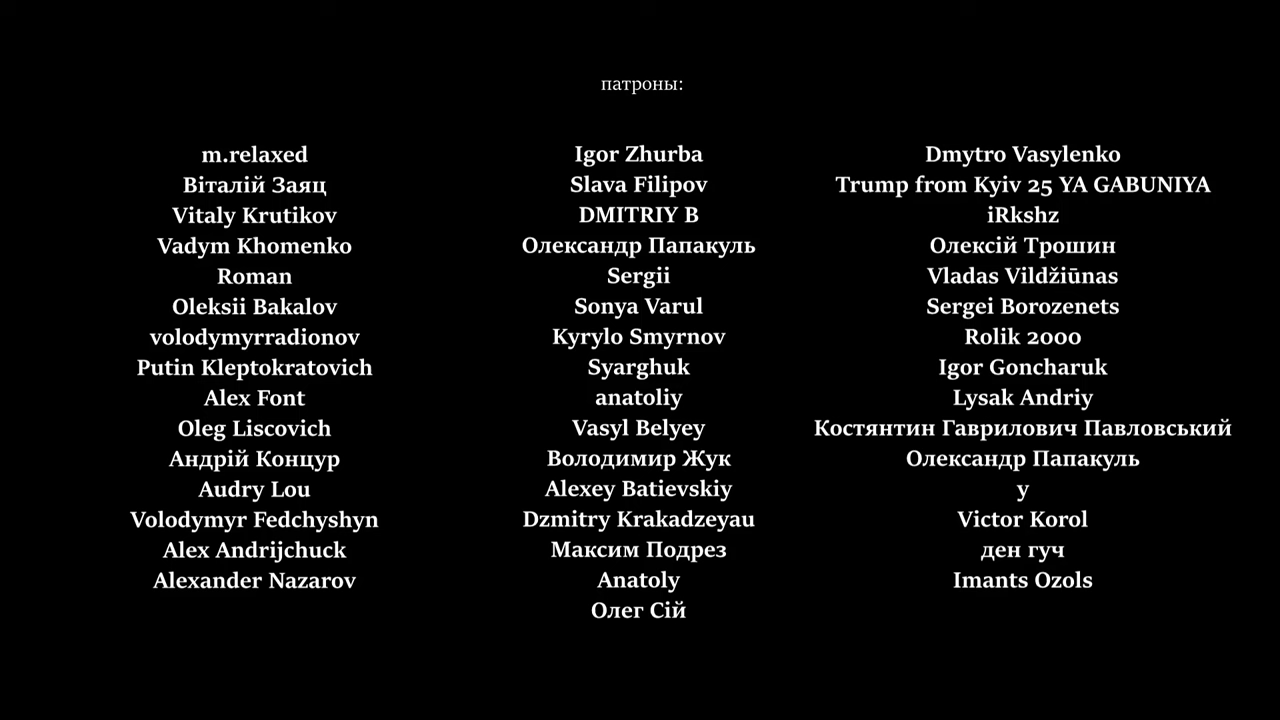 патроны:
m.relaxed
Віталій Заяц
Vitaly Krutikov
Vadym Khomenko
Roman
Oleksii Bakalov
volodymyrradionov
Putin Kleptokratovich
Alex Font
Oleg Liscovich
Андрій Концур
Audry Lou
Volodymyr Fedchyshyn
Alex Andrijchuck
Alexander Nazarov
Igor Zhurba
Slava Filipov
DMITRIY B
Олександр Папакуль
Sergii
Sonya Varul
Kyrylo Smyrnov
Syarghuk
anatoliy
Vasyl Belyey
Володимир Жук
Alexey Batievskiy
Dzmitry Krakadzeyau
Максим Подрез
Anatoly
Олег Сій
Dmytro Vasylenko
Trump from Kyiv 25 YA GABUNIYA
iRkshz
Олексій Трошин
Vladas Vildžiūnas
Sergei Borozenets
Rolik 2000
Igor Goncharuk
Lysak Andriy
Костянтин Гаврилович Павловський
Олександр Папакуль
y
Victor Korol
ден гуч
Imants Ozols